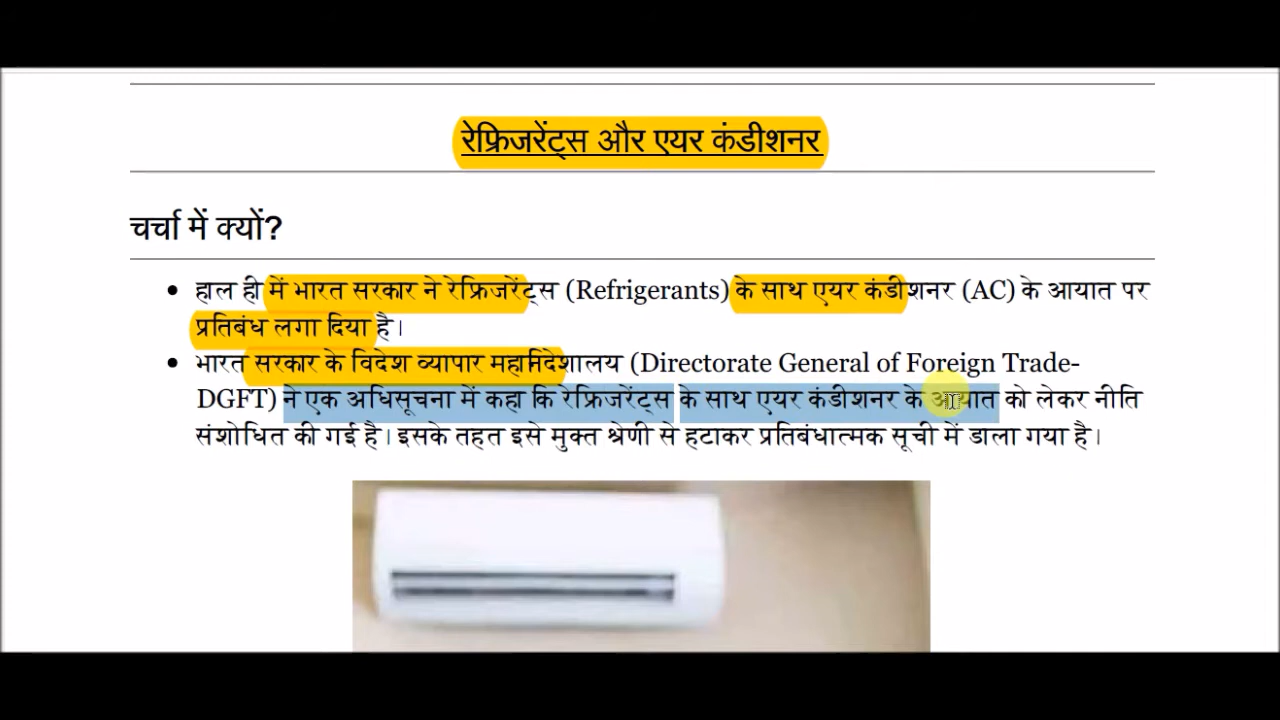 रेफ्रिजरेंट्स और एयर कंडीशनर
चर्चा में क्यों?
हाल ही में भारत सरकार ने रेफ्रिजरेंट्स (Refrigerants) के साथ एयर कंडीशनर (AC) के आयात पर
प्रतिबंध लगा दिया है।
भारत सरकार के विदेश व्यापार महानिदेशालय (Directorate General of Foreign Trade-
DGFT) ने एक अधिसूचना में कहा कि रेफ्रिजरेंट्स के साथ एयर कंडीशनर के आयात को लेकर नीति
संशोधित की गई है। इसके तहत इसे मुक्त श्रेणी से हटाकर प्रतिबंधात्मक सूची में डाला गया है।